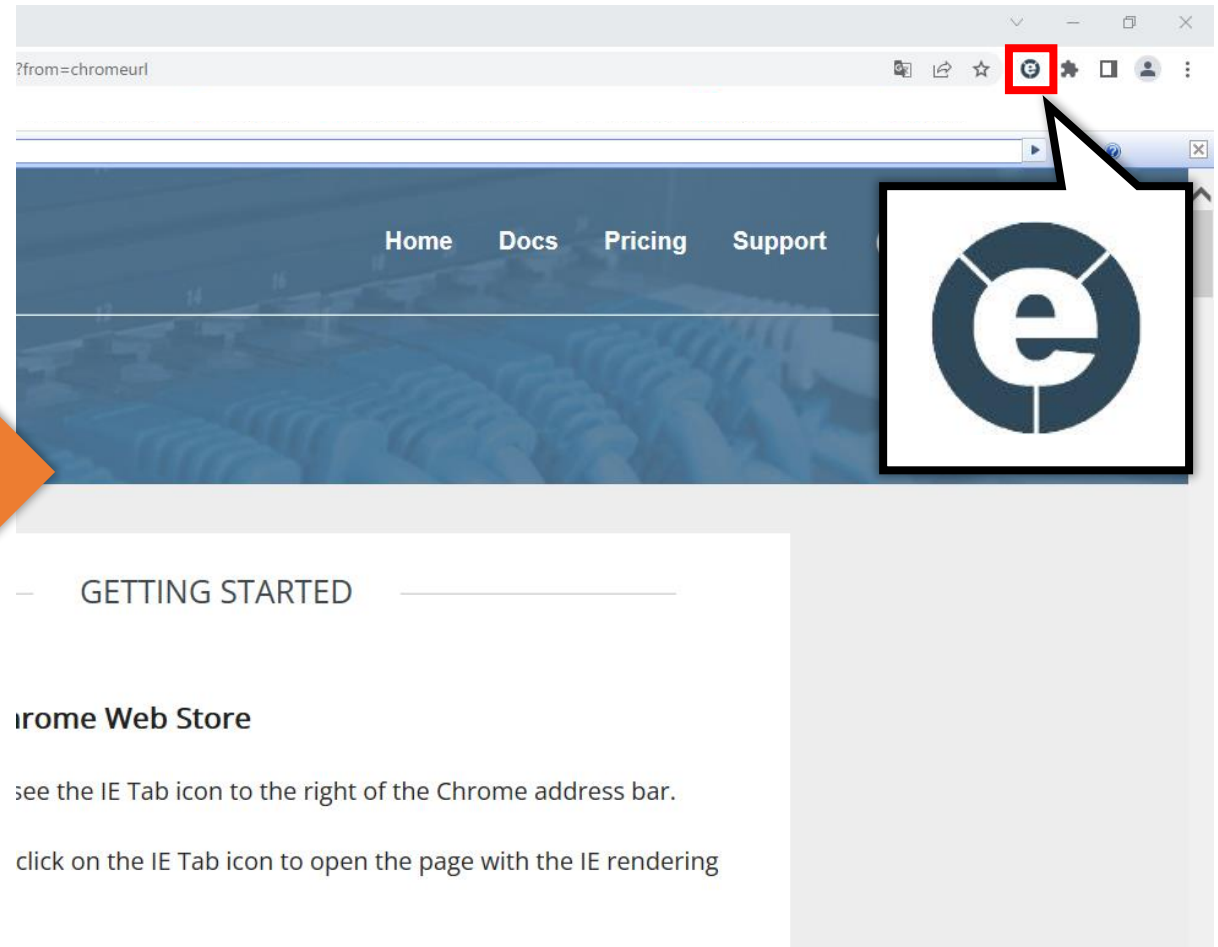 ?from=chromeurl
Home Docs Pricing Support
e
GETTING STARTED
Chrome Web Store
see the IE Tab icon to the right of the Chrome address bar.
click on the IE Tab icon to open the page with the IE rendering